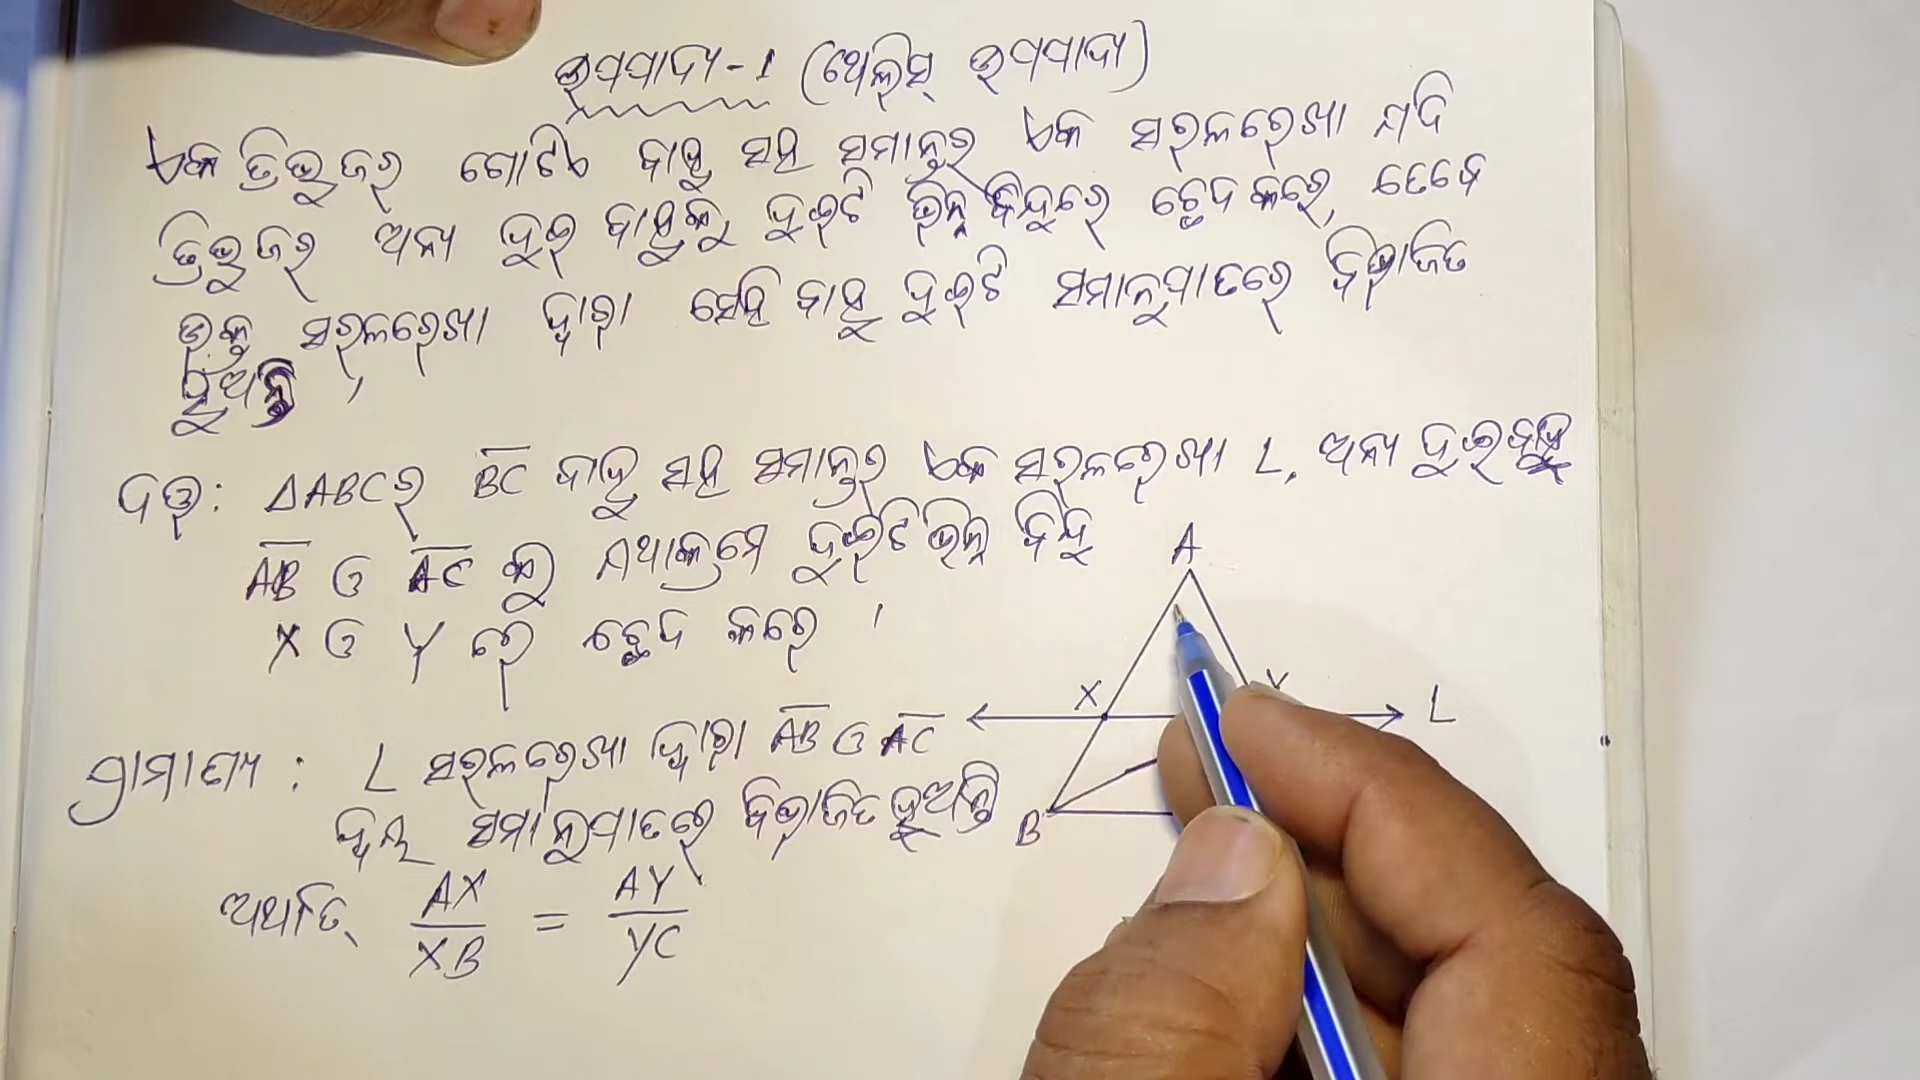 ଉପପାଦ୍ୟ-1 (ଥେଲିସ୍ ଉପପାଦ୍ୟ)
ଏକ ତ୍ରିଭୁଜର ଗୋଟିଏ ବାହୁ ସହ ସମାନ୍ତର ଏକ ସରଳରେଖା ଯଦି
ତ୍ରିଭୁଜର ଅନ୍ୟ ଦୁଇ ବାହୁକୁ ଦୁଇଟି ଭିନ୍ନ ବିନ୍ଦୁରେ ଛେଦ କରେ, ତେବେ
ଉକ୍ତ ସରଳରେଖା ଦ୍ୱାରା ସେହି ବାହୁ ଦୁଇଟି ସମାନୁପାତରେ ବିଭାଜିତ
ହୁଅନ୍ତି ।
ଦତ୍ତ : ΔABCର BC ବାହୁ ସହ ସମାନ୍ତର ଏକ ସରଳରେଖା L, ଅନ୍ୟ ଦୁଇ ବାହୁ
AB ଓ AC କୁ ଯଥାକ୍ରମେ ଦୁଇଟି ଭିନ୍ନ ବିନ୍ଦୁ
X ଓ Y ରେ ଛେଦ କରେ ।
ପ୍ରାମାଣ୍ୟ : L ସରଳରେଖା ଦ୍ୱାରା AB ଓ AC
ଦ୍ୱୟ ସମାନୁପାତରେ ବିଭାଜିତ ହୁଅନ୍ତି
ଅର୍ଥାତ୍ AX/XB = AY/YC
A
X Y L
B